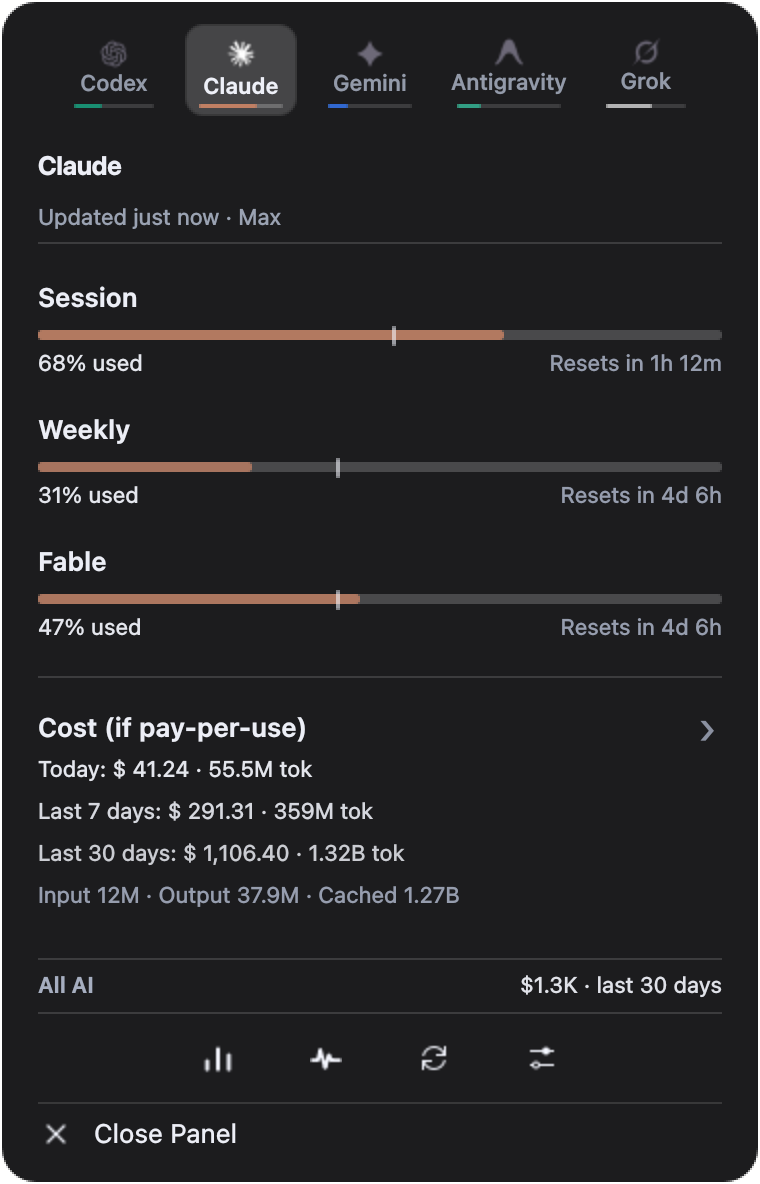 Codex
Claude
Gemini
Antigravity
Grok
Claude
Updated just now · Max
Session
68% used
Resets in 1h 12m
Weekly
31% used
Resets in 4d 6h
Fable
47% used
Resets in 4d 6h
Cost (if pay-per-use)
Today: $ 41.24 · 55.5M tok
Last 7 days: $ 291.31 · 359M tok
Last 30 days: $ 1,106.40 · 1.32B tok
Input 12M · Output 37.9M · Cached 1.27B
All AI
$1.3K · last 30 days
Close Panel